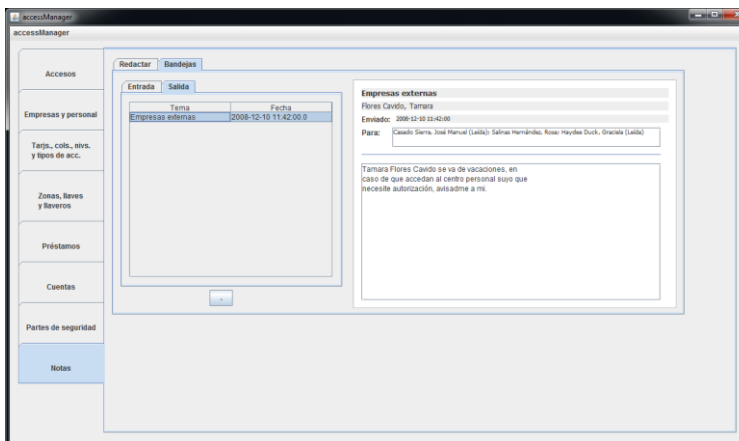 accessManager
accessManager
Accesos
Empresas y personal
Tarjs., cols., nivs.
y tipos de acc.
Zonas, llaves
y llaveros
Préstamos
Cuentas
Partes de seguridad
Notas
Redactar Bandejas
Entrada Salida
Tema Fecha
Empresas externas 2008-12-10 11:42:00.0
-
Empresas externas
Flores Cavido, Tamara
Enviado: 2008-12-10 11:42:00
Para: Casado Sierra, José Manuel (Leída); Salinas Hernández, Rosa; Haydee Duck, Graciela (Leída)
Tamara Flores Cavido se va de vacaciones, en
caso de que accedan al centro personal suyo que
necesite autorización, avisadme a mi.